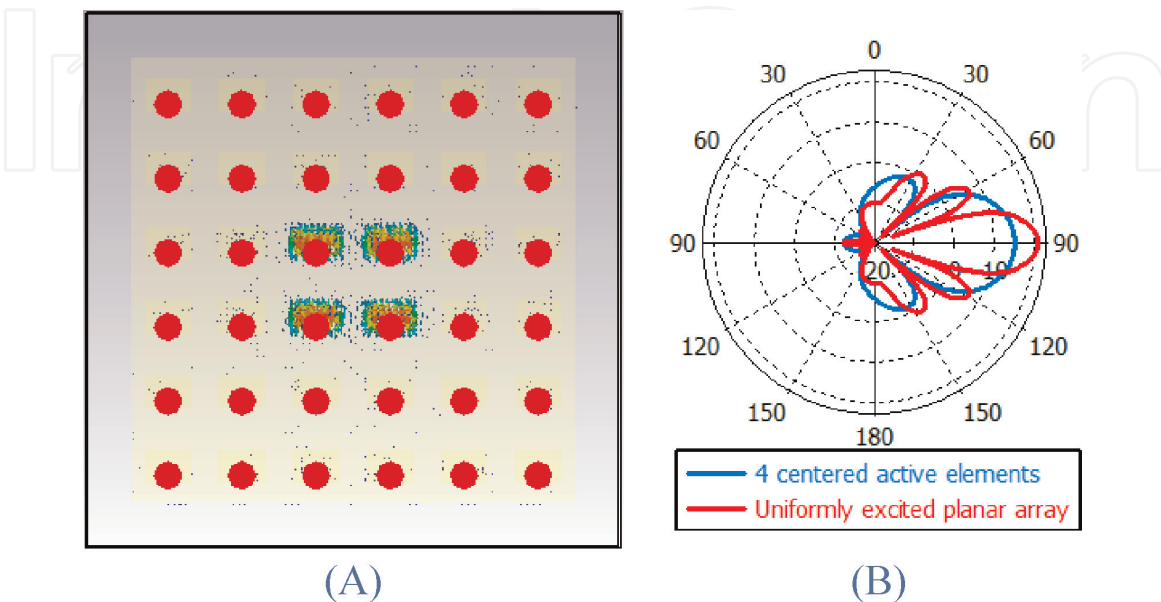 0
30 30
60 60
90 90
20 0 10
120 120
150 150
180
4 centered active elements
Uniformly excited planar array
(A) (B)